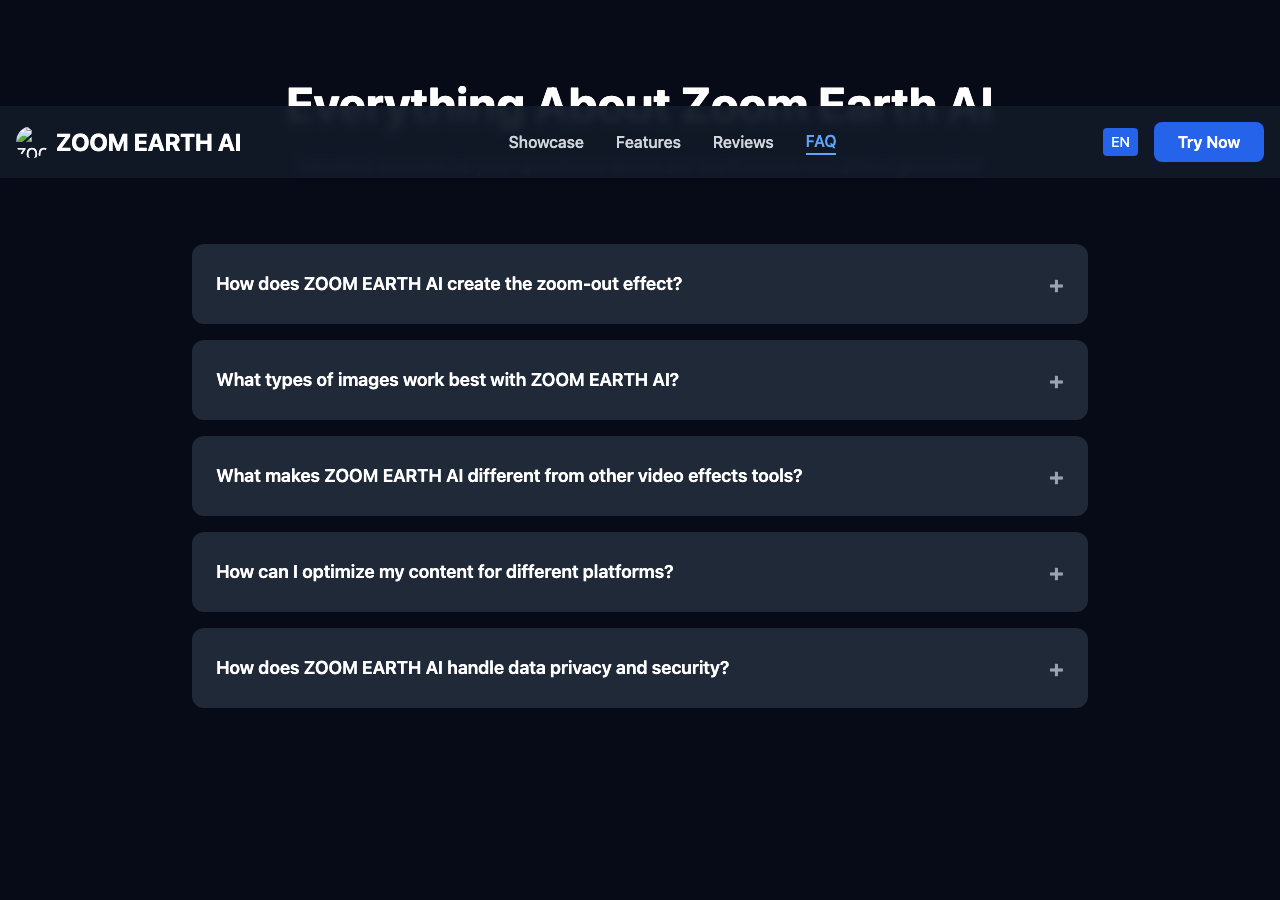 Everything About Zoom Earth AI
ZOOM EARTH AI
Showcase
Features
Reviews
FAQ
EN
Try Now
How does ZOOM EARTH AI create the zoom-out effect?
+
What types of images work best with ZOOM EARTH AI?
+
What makes ZOOM EARTH AI different from other video effects tools?
+
How can I optimize my content for different platforms?
+
How does ZOOM EARTH AI handle data privacy and security?
+